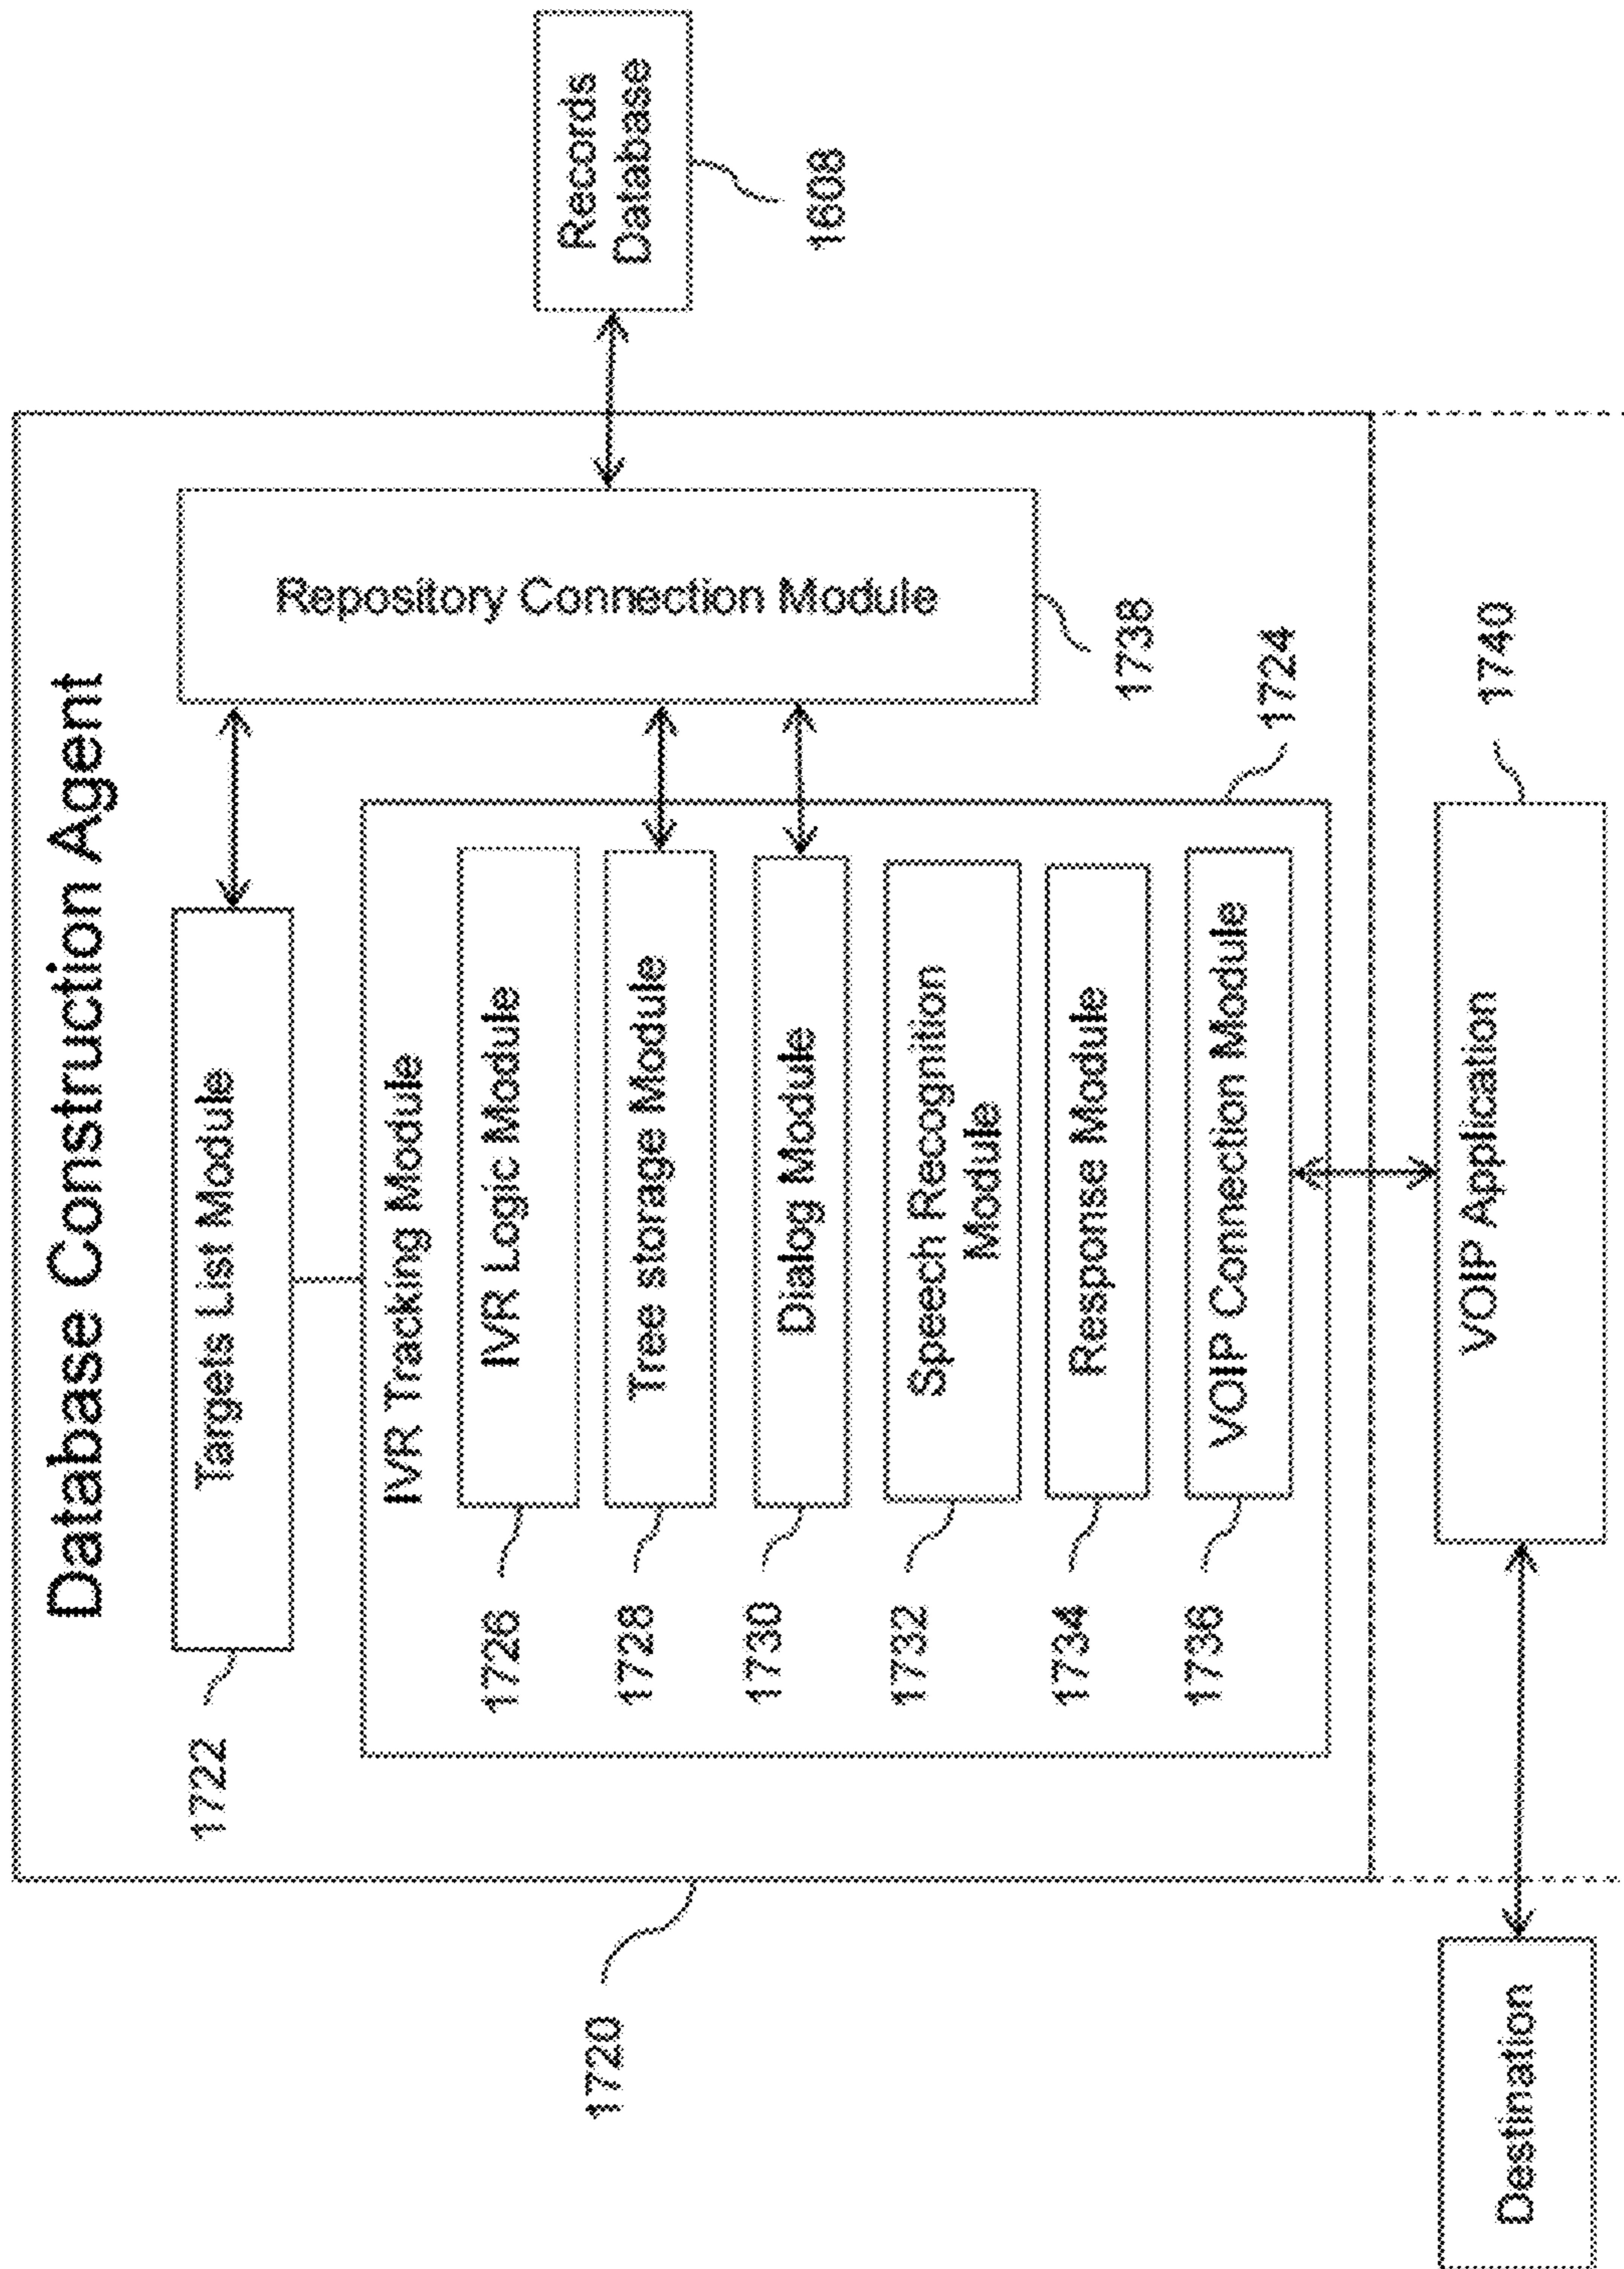 Database Construction Agent
1722
Targets List Module
IVR Tracking Module
1726
IVR Logic Module
1728
Tree storage Module
1730
Dialog Module
1732
Speech Recognition
Module
1734
Response Module
1736
VOIP Connection Module
Repository Connection Module
1738
1724
Records
Database
1608
1720
Destination
VOIP Application
1740